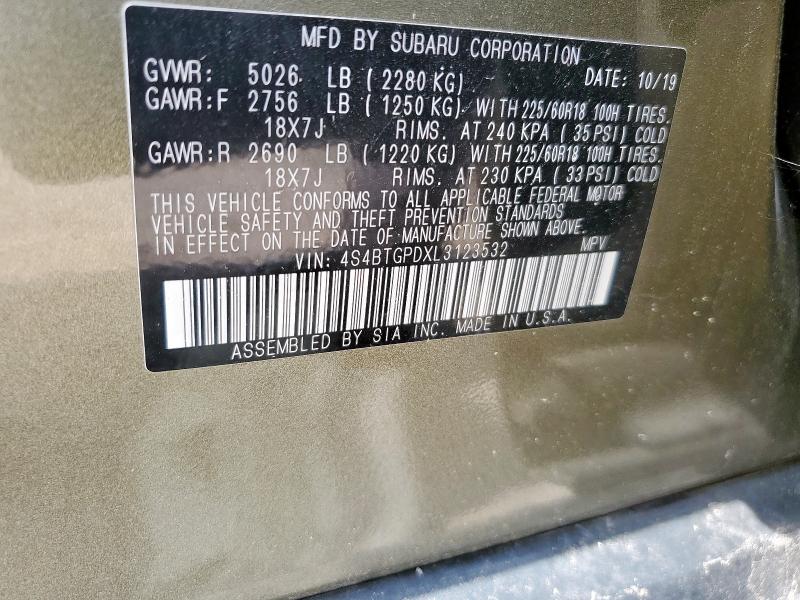 MFD BY SUBARU CORPORATION
GVWR: 5026 LB (2280 KG) DATE: 10/19
GAWR:F 2756 LB (1250 KG) WITH 225/60R18 100H TIRES.
18X7J RIMS. AT 240 KPA (35 PSI) COLD
GAWR:R 2690 LB (1220 KG) WITH 225/60R18 100H TIRES.
18X7J RIMS. AT 230 KPA (33 PSI) COLD
THIS VEHICLE CONFORMS TO ALL APPLICABLE FEDERAL MOTOR
VEHICLE SAFETY AND THEFT PREVENTION STANDARDS
IN EFFECT ON THE DATE OF MANUFACTURE SHOWN ABOVE.
VIN: 4S4BTGPDXL3123532 MPV
ASSEMBLED BY SIA INC. MADE IN U.S.A.